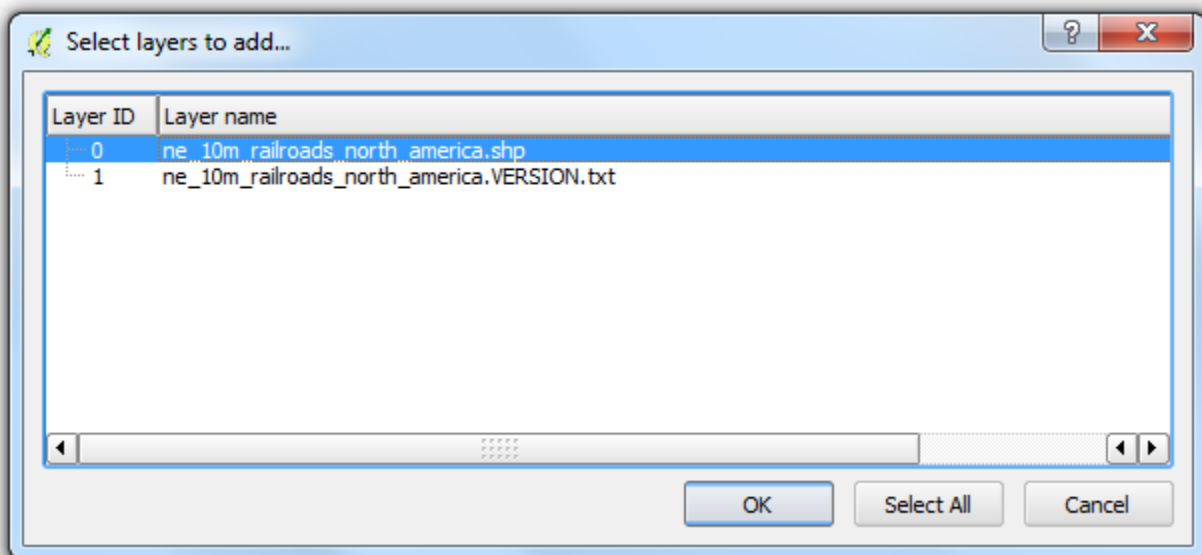 Select layers to add...
Layer ID Layer name
0 ne_10m_railroads_north_america.shp
1 ne_10m_railroads_north_america.VERSION.txt
OK Select All Cancel